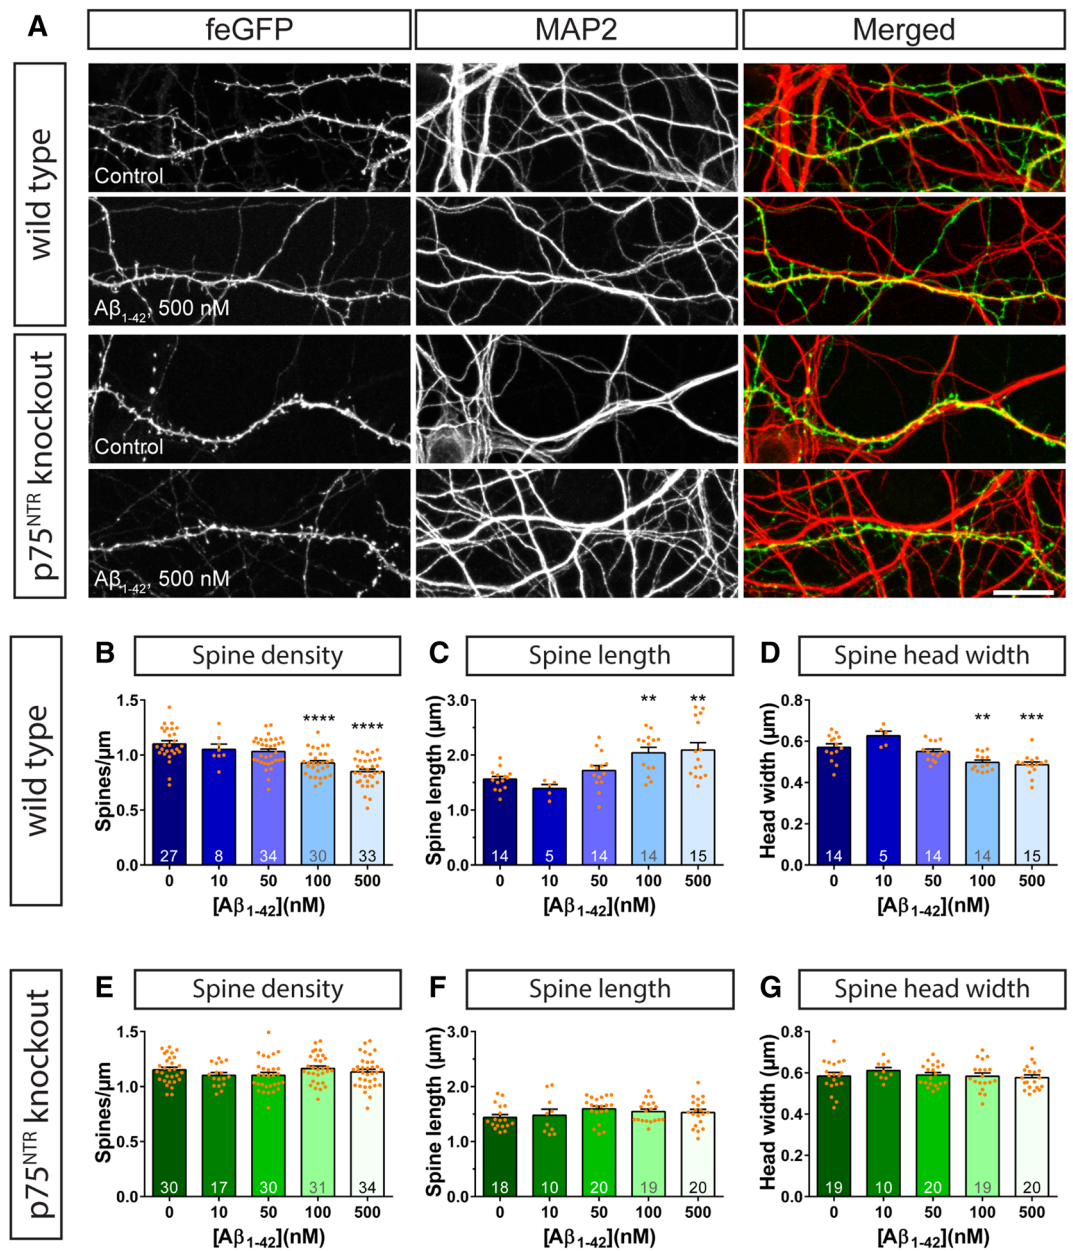 A
feGFP
MAP2
Merged
wild type
Control
Aβ1-42, 500 nM
p75NTR knockout
Control
Aβ1-42, 500 nM
wild type
B
Spine density
Spines/µm
1.5
1.0
0.5
0.0
**** ****
27 8 34 30 33
0 10 50 100 500
[Aβ1-42](nM)
C
Spine length
Spine length (µm)
3.0
2.0
1.0
0.0
** **
14 5 14 14 15
0 10 50 100 500
[Aβ1-42](nM)
D
Spine head width
Head width (µm)
0.8
0.6
0.4
0.2
0.0
** ***
14 5 14 14 15
0 10 50 100 500
[Aβ1-42](nM)
p75NTR knockout
E
Spine density
Spines/µm
1.5
1.0
0.5
0.0
30 17 30 31 34
0 10 50 100 500
[Aβ1-42](nM)
F
Spine length
Spine length (µm)
3.0
2.0
1.0
0.0
18 10 20 19 20
0 10 50 100 500
[Aβ1-42](nM)
G
Spine head width
Head width (µm)
0.8
0.6
0.4
0.2
0.0
19 10 20 19 20
0 10 50 100 500
[Aβ1-42](nM)